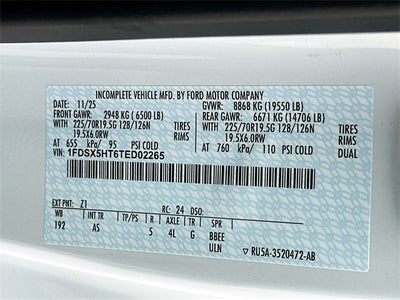 INCOMPLETE VEHICLE MFD. BY FORD MOTOR COMPANY
DATE: 11/25 GVWR: 8868 KG (19550 LB)
FRONT GAWR: 2948 KG (6500 LB) REAR GAWR: 6671 KG (14706 LB)
WITH TIRES WITH TIRES
225/70R19.5G 128/126N 225/70R19.5G 128/126N
19.5X6.0RW RIMS 19.5X6.0RW RIMS
AT 655 kPa/ 95 PSI COLD AT 760 kPa/ 110 PSI COLD
VIN: 1FDSX5HT6TED02265
EXT PNT: Z1 RC: 24 DSO:
WB INT TR TP/PS R AXLE TR SPR
192 AS 5 4L G BBEE
ULN RU5A-3520472-AB